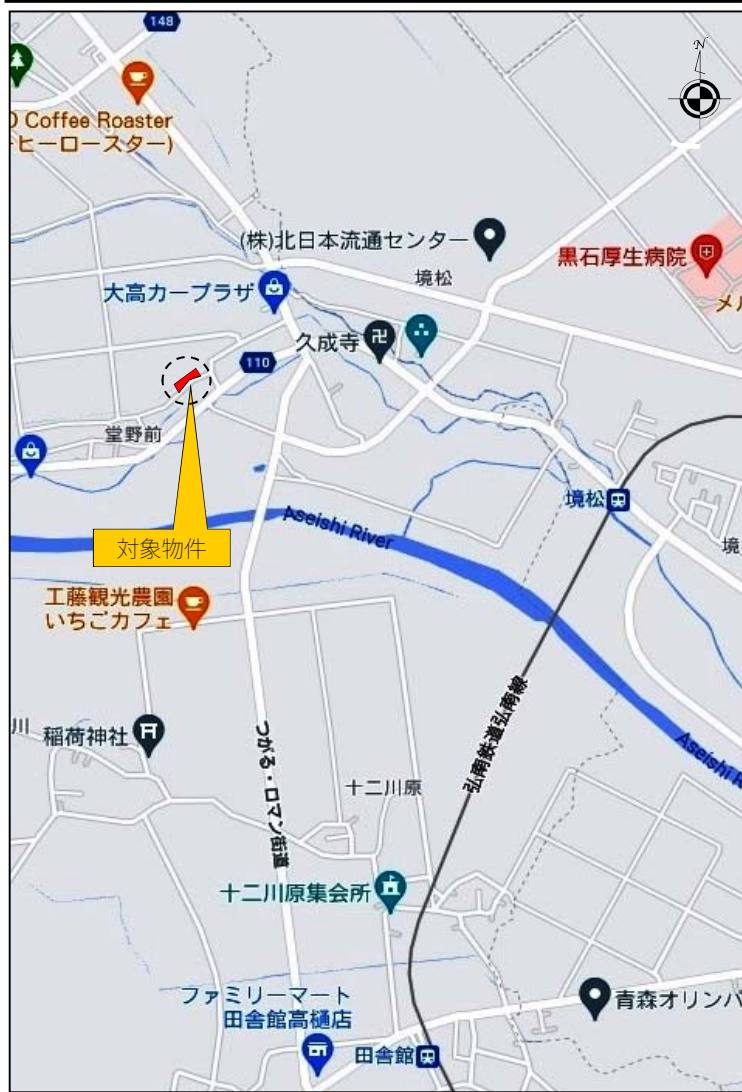 148
N
Coffee Roaster
ーヒーロースター)
(株)北日本流通センター
黒石厚生病院
境松
大高カープラザ
メル
久成寺
110
堂野前
境松
Aseishi River
対象物件
境
工藤観光農園
いちごカフェ
弘南鉄道弘南線
川
稲荷神社
つがる・ロマン街道
Aseishi R
十二川原
十二川原集会所
ファミリーマート
田舎館高樋店
青森オリンパ
田舎館